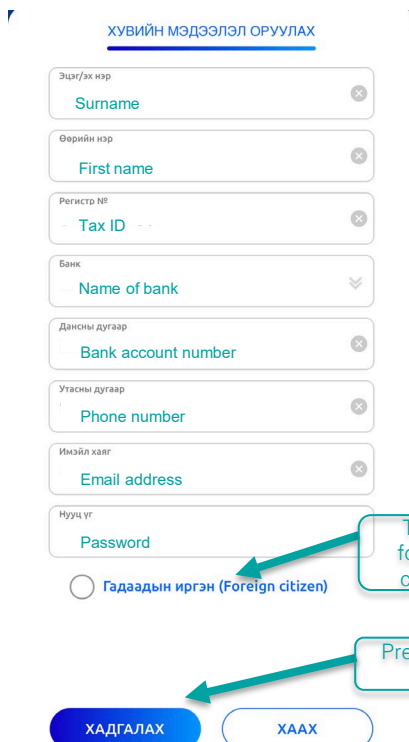 ХУВИЙН МЭДЭЭЛЭЛ ОРУУЛАХ
Эцэг/эх нэр
Surname
Өөрийн нэр
First name
Регистр №
Tax ID
Банк
Name of bank
Дансны дугаар
Bank account number
Утасны дугаар
Phone number
Имэйл хаяг
Email address
Нууц үг
Password
Гадаадын иргэн (Foreign citizen)
ХАДГАЛАХ
ХААХ